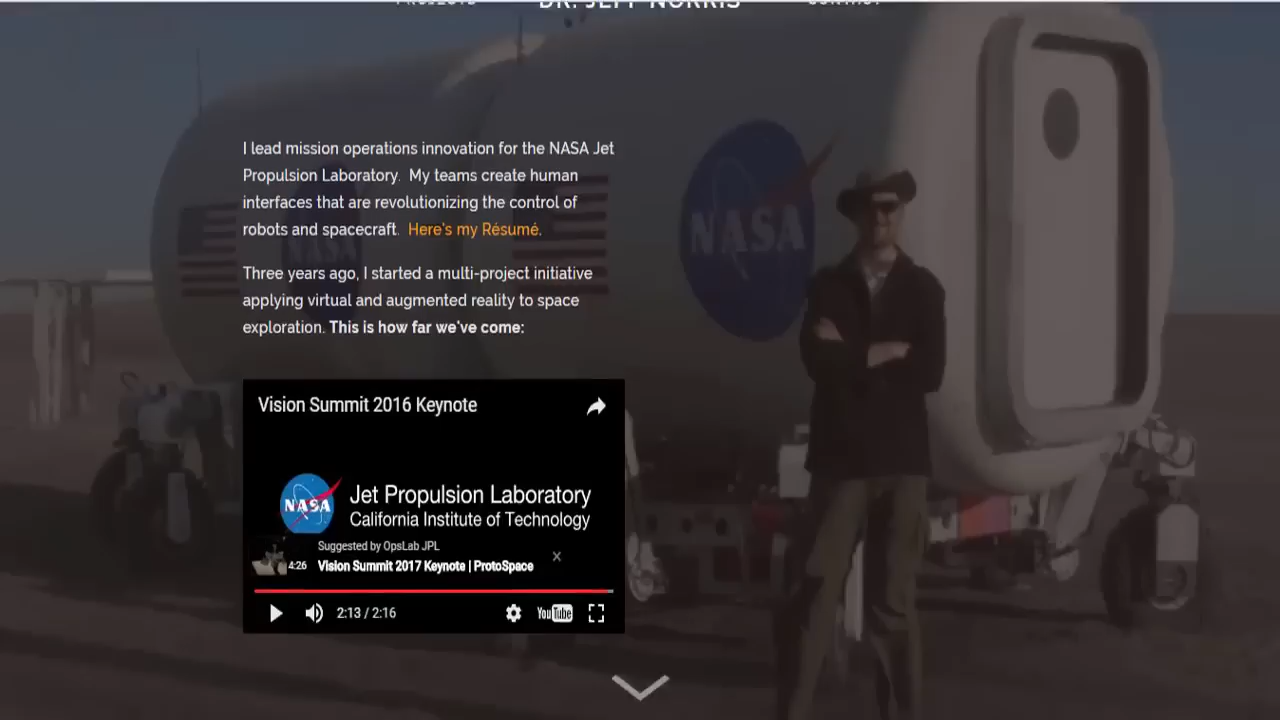 DR. JEFF NORRIS
I lead mission operations innovation for the NASA Jet
Propulsion Laboratory. My teams create human
interfaces that are revolutionizing the control of
robots and spacecraft. Here's my Résumé.
Three years ago, I started a multi-project initiative
applying virtual and augmented reality to space
exploration. This is how far we've come:
NASA
NASA
Vision Summit 2016 Keynote
NASA
Jet Propulsion Laboratory
California Institute of Technology
Suggested by OpsLab JPL
4:26
Vision Summit 2017 Keynote | ProtoSpace
2:13 / 2:16
YouTube